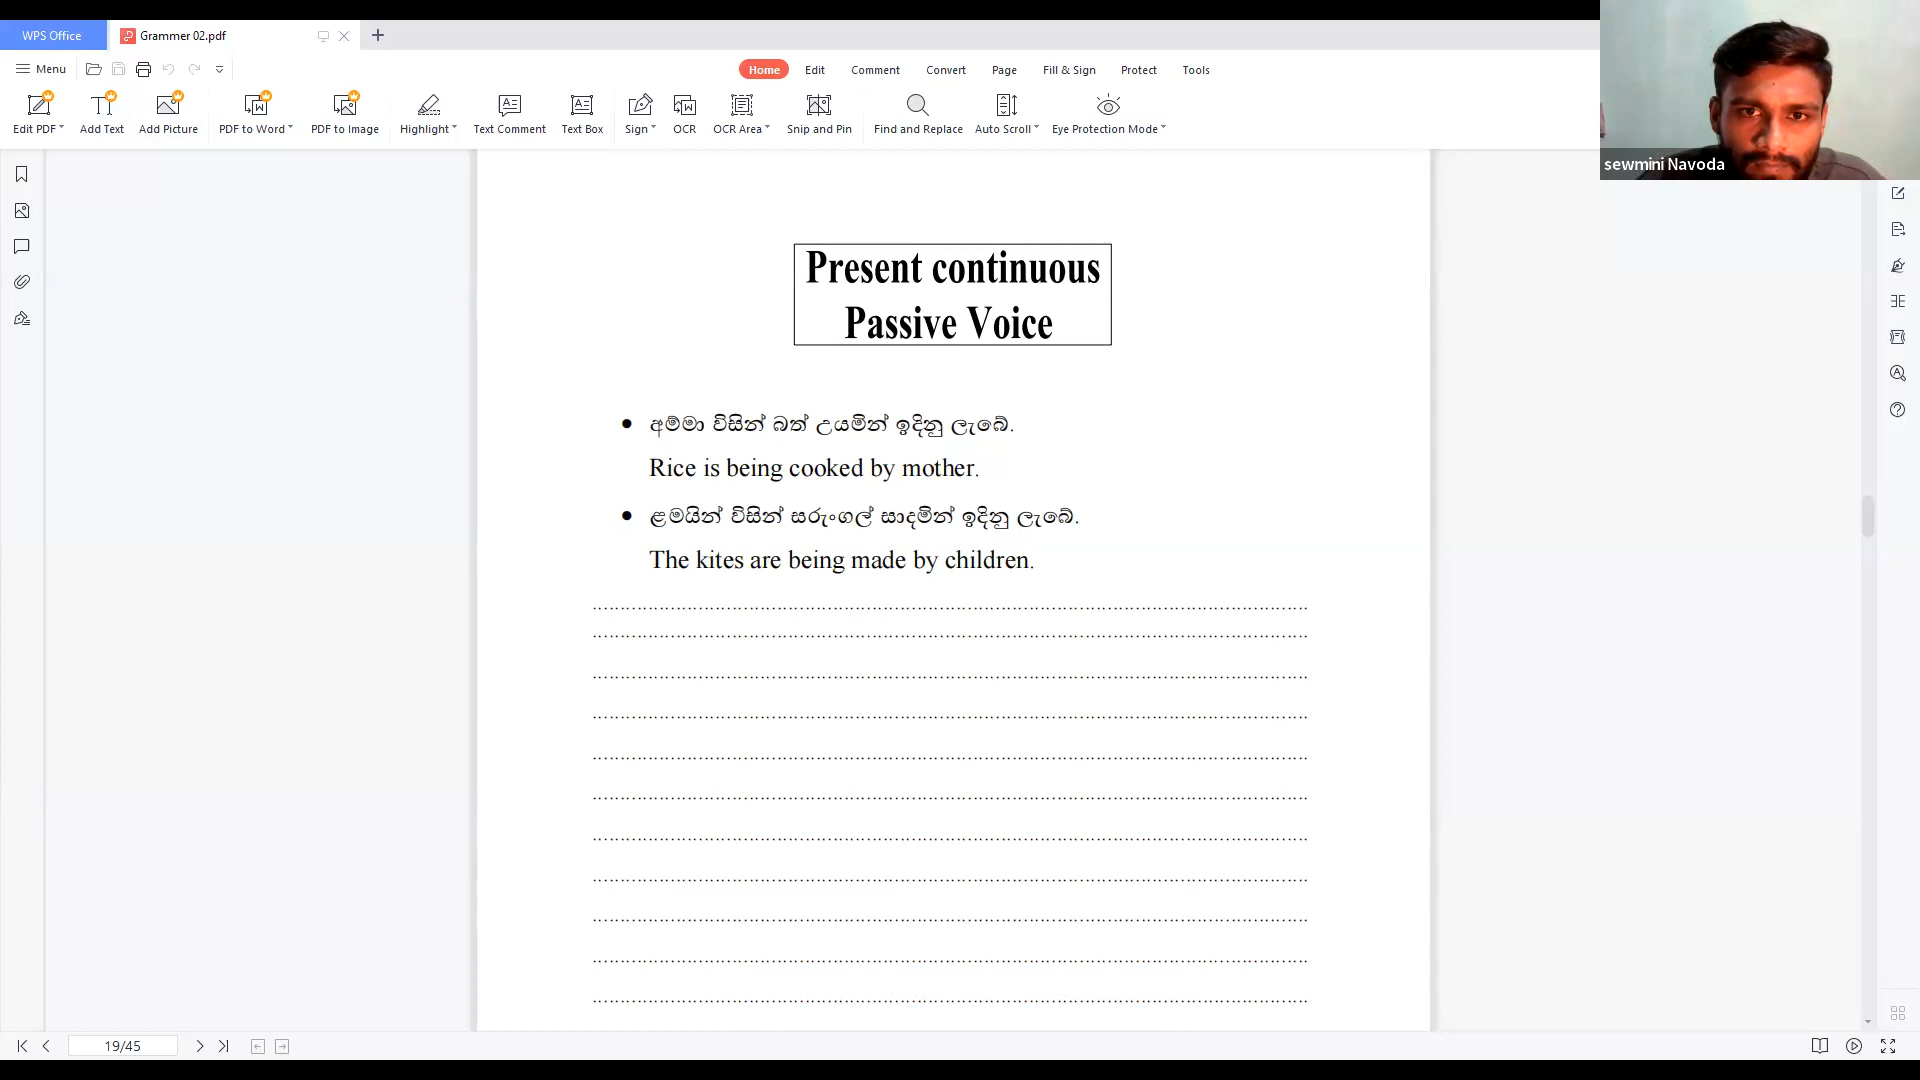 WPS Office
Grammer 02.pdf
Menu
Home Edit Comment Convert Page Fill & Sign Protect Tools
Edit PDF Add Text Add Picture PDF to Word PDF to Image Highlight Text Comment Text Box Sign OCR OCR Area Snip and Pin Find and Replace Auto Scroll Eye Protection Mode
sewmini Navoda
Present continuous
Passive Voice
• අම්මා විසින් බත් උයමින් ඉදිනු ලැබේ.
Rice is being cooked by mother.
• ළමයින් විසින් සරුංගල් සාදමින් ඉදිනු ලැබේ.
The kites are being made by children.
19/45